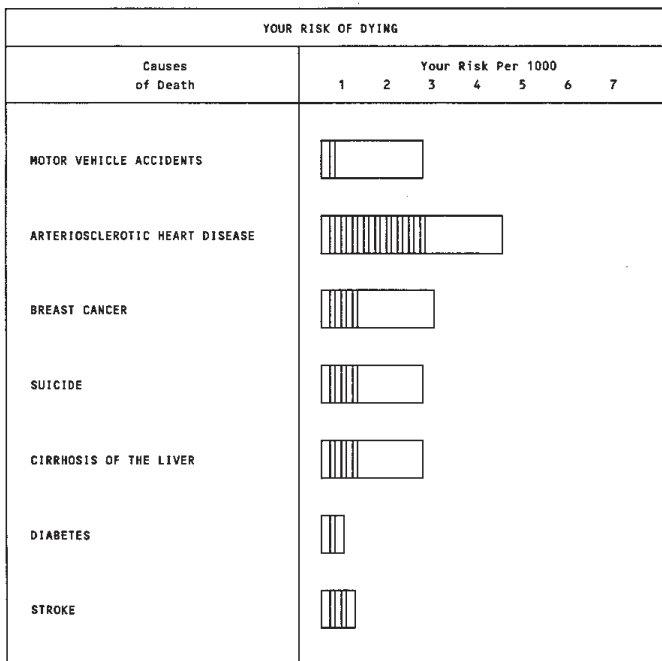 YOUR RISK OF DYING
Causes
of Death
Your Risk Per 1000
1 2 3 4 5 6 7
MOTOR VEHICLE ACCIDENTS
ARTERIOSCLEROTIC HEART DISEASE
BREAST CANCER
SUICIDE
CIRRHOSIS OF THE LIVER
DIABETES
STROKE